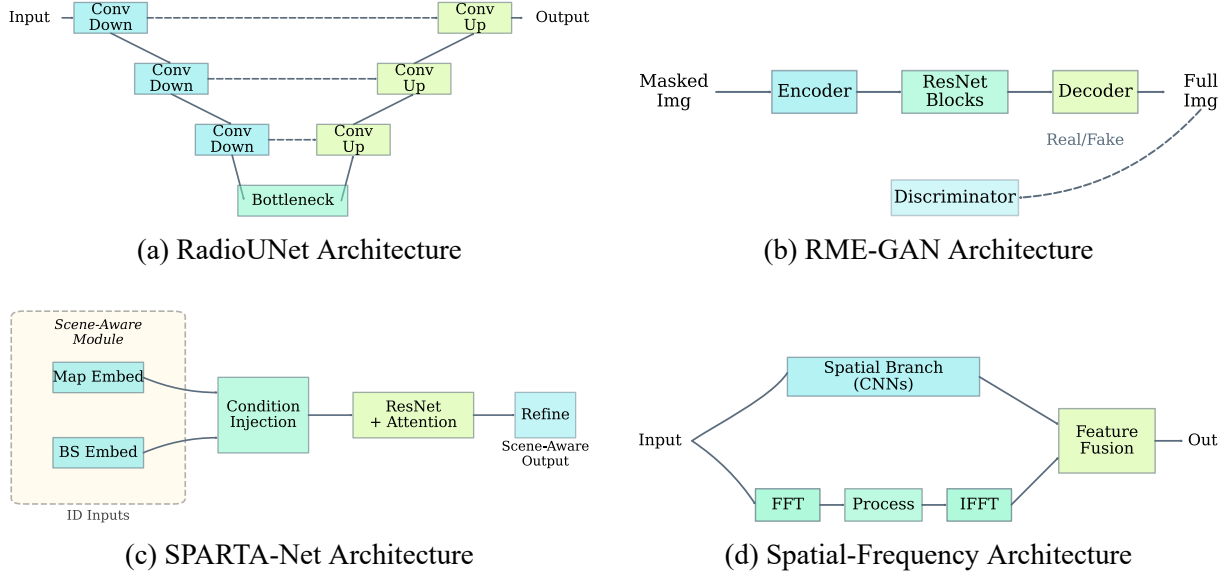 Input
Conv
Down
Conv
Up
Output
Conv
Down
Conv
Up
Conv
Down
Conv
Up
Bottleneck
(a) RadioUNet Architecture
Masked
Img
Encoder
ResNet
Blocks
Decoder
Full
Img
Real/Fake
Discriminator
(b) RME-GAN Architecture
Scene-Aware
Module
Map Embed
BS Embed
ID Inputs
Condition
Injection
ResNet
+ Attention
Refine
Scene-Aware
Output
(c) SPARTA-Net Architecture
Input
Spatial Branch
(CNNs)
FFT
Process
IFFT
Feature
Fusion
Out
(d) Spatial-Frequency Architecture